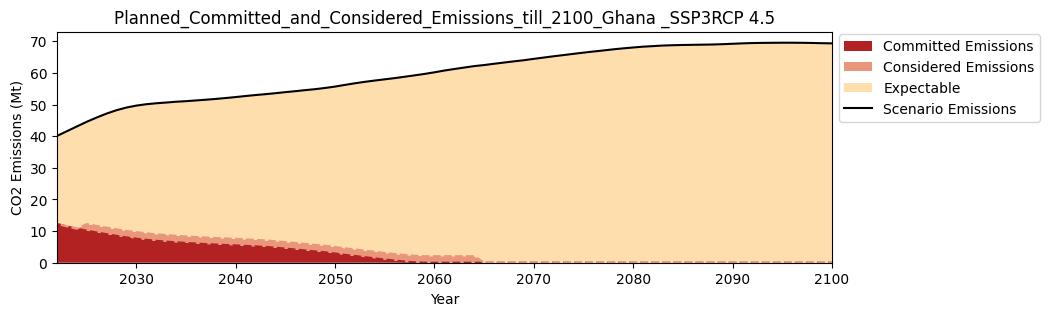 Planned_Committed_and_Considered_Emissions_till_2100_Ghana _SSP3RCP 4.5
70
60
50
40
30
20
10
0
CO2 Emissions (Mt)
2030 2040 2050 2060 2070 2080 2090 2100
Year
Committed Emissions
Considered Emissions
Expectable
Scenario Emissions